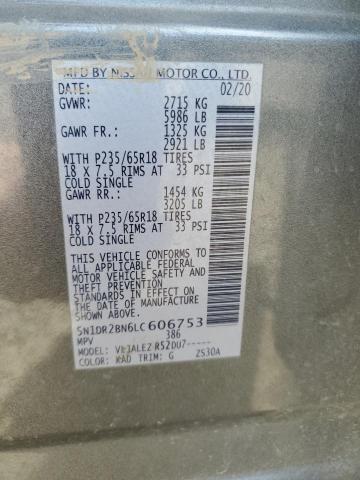 MFD BY NISSAN MOTOR CO., LTD.
DATE: 02/20
GVWR: 2715 KG
5986 LB
GAWR FR.: 1325 KG
2921 LB
WITH P235/65R18 TIRES
18 X 7.5 RIMS AT 33 PSI
COLD SINGLE
GAWR RR.: 1454 KG
3205 LB
WITH P235/65R18 TIRES
18 X 7.5 RIMS AT 33 PSI
COLD SINGLE
THIS VEHICLE CONFORMS TO
ALL APPLICABLE FEDERAL
MOTOR VEHICLE SAFETY AND
THEFT PREVENTION
STANDARDS IN EFFECT ON
THE DATE OF MANUFACTURE
SHOWN ABOVE.
5N1DR2BN6LC606753
MPV 386
MODEL: R52DU7-----
COLOR: KAD TRIM: G ZS30A